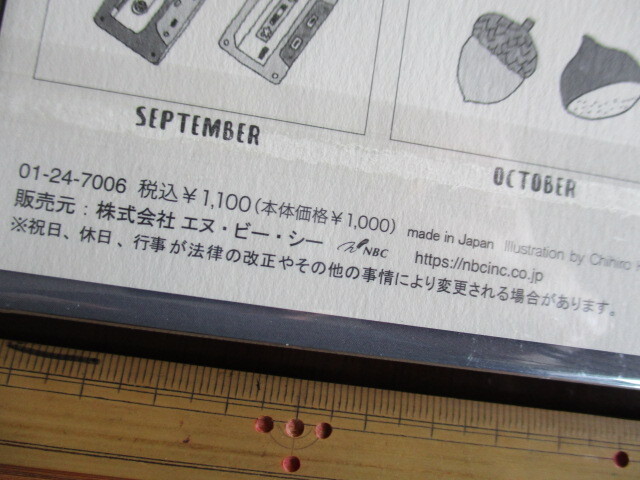 SEPTEMBER
OCTOBER
01-24-7006 税込￥1,100（本体価格￥1,000） made in Japan Illustration by Chihiro
販売元：株式会社 エヌ・ビー・シー NBC https://nbcinc.co.jp
※祝日、休日、行事が法律の改正やその他の事情により変更される場合があります。